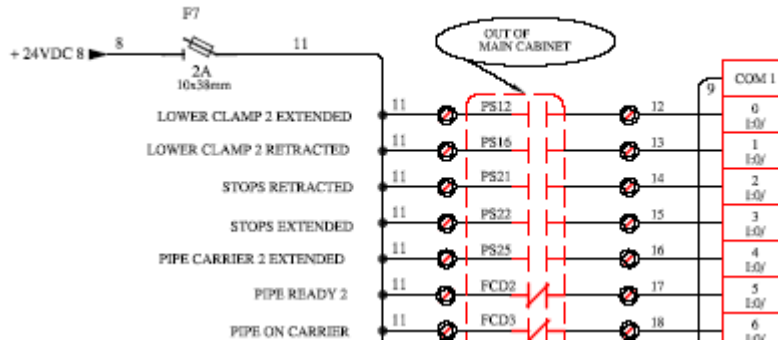 F7
+ 24VDC 8
8
11
2A
10x38mm
OUT OF
MAIN CABINET
9
COM 1
LOWER CLAMP 2 EXTENDED
11
PS12
12
0
I:0/
LOWER CLAMP 2 RETRACTED
11
PS16
13
1
I:0/
STOPS RETRACTED
11
PS21
14
2
I:0/
STOPS EXTENDED
11
PS22
15
3
I:0/
PIPE CARRIER 2 EXTENDED
11
PS25
16
4
I:0/
PIPE READY 2
11
FCD2
17
5
I:0/
PIPE ON CARRIER
11
FCD3
18
6
I:0/